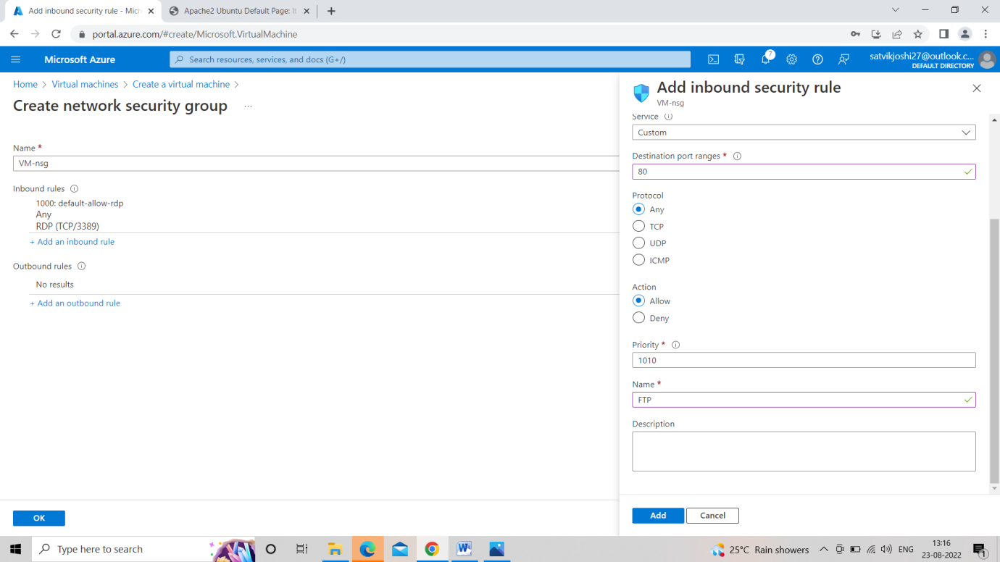 Add inbound security rule - Micr
Apache2 Ubuntu Default Page: It
portal.azure.com/#create/Microsoft.VirtualMachine
Microsoft Azure
Search resources, services, and docs (G+/)
7
satvikjoshi27@outlook.c...
DEFAULT DIRECTORY
Home > Virtual machines > Create a virtual machine >
Create network security group ...
Name *
VM-nsg
Inbound rules
1000: default-allow-rdp
Any
RDP (TCP/3389)
+ Add an inbound rule
Outbound rules
No results
+ Add an outbound rule
OK
Add inbound security rule
VM-nsg
Service
Custom
Destination port ranges *
80
Protocol
Any
TCP
UDP
ICMP
Action
Allow
Deny
Priority *
1010
Name *
FTP
Description
Add Cancel
Type here to search
25°C Rain showers
ENG
13:16
23-08-2022
1